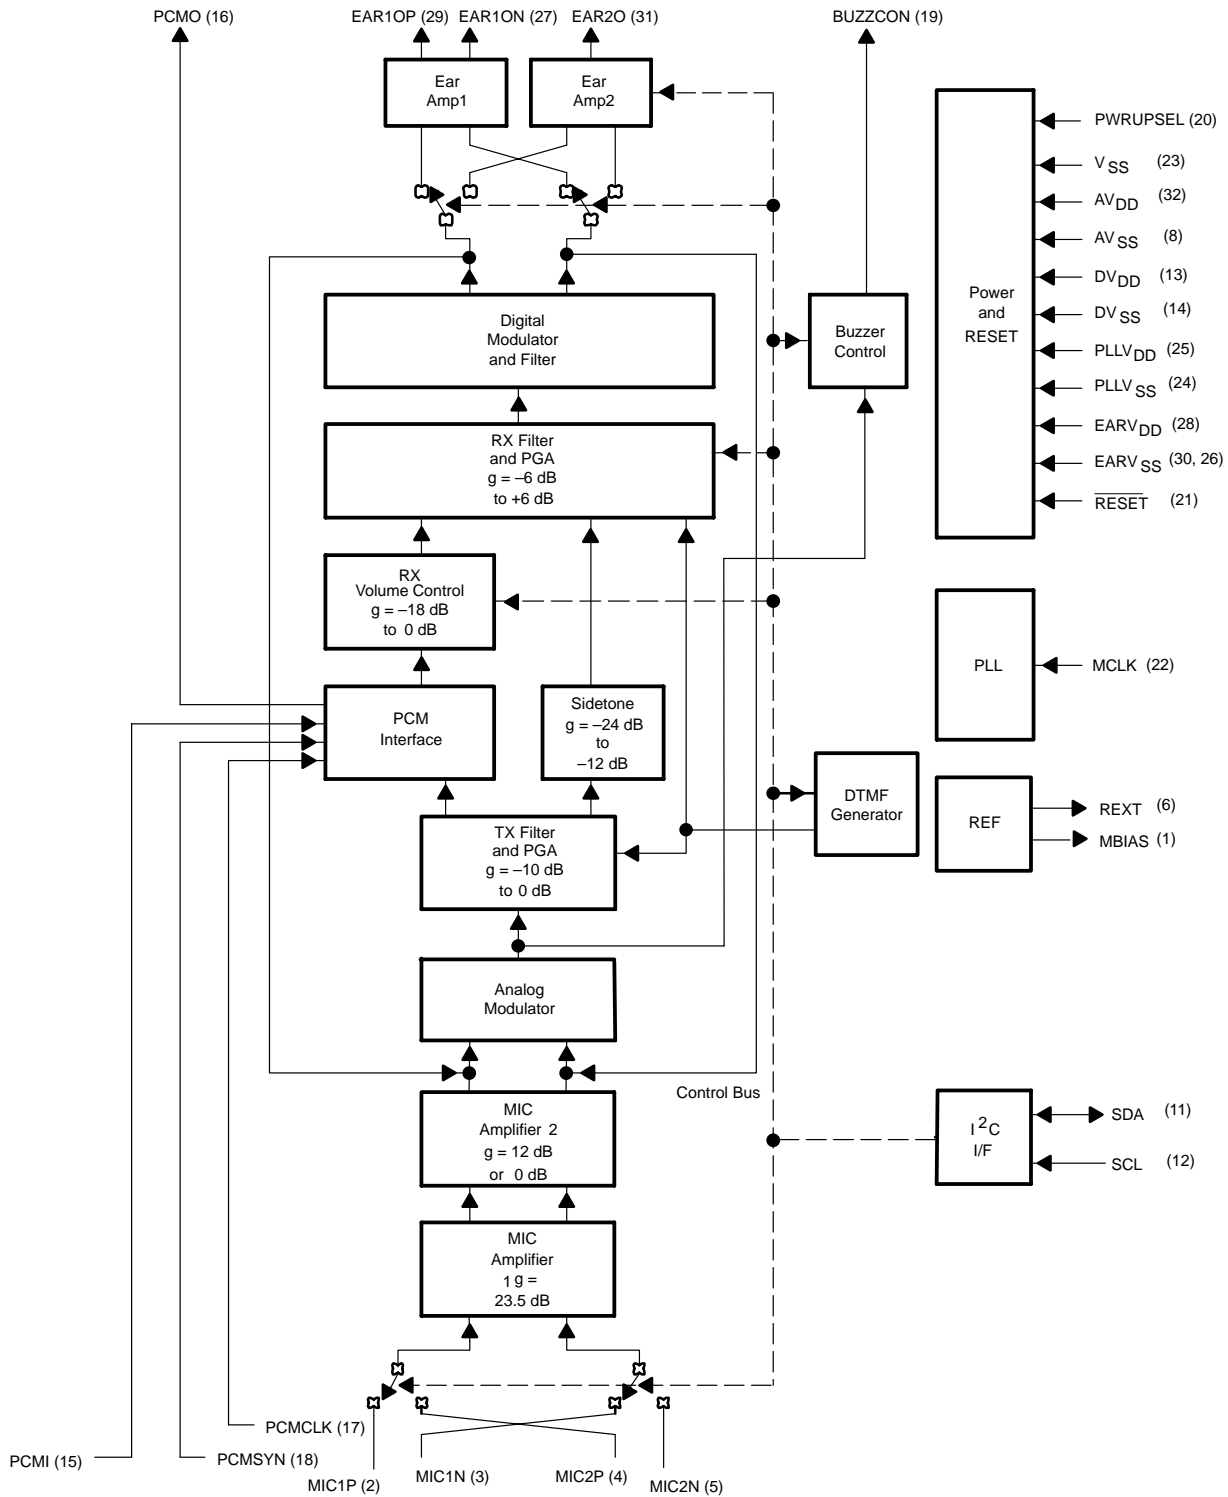 PCMO (16)
EAR1OP (29)
EAR1ON (27)
EAR2O (31)
BUZZCON (19)
Ear
Amp1
Ear
Amp2
Power
and
RESET
PWRUPSEL (20)
VSS (23)
AVDD (32)
AVSS (8)
DVDD (13)
DVSS (14)
PLLVDD (25)
PLLVSS (24)
EARVDD (28)
EARVSS (30, 26)
RESET (21)
Digital
Modulator
and Filter
Buzzer
Control
RX Filter
and PGA
g = –6 dB
to +6 dB
RX
Volume Control
g = –18 dB
to 0 dB
PLL
MCLK (22)
PCM
Interface
Sidetone
g = –24 dB
to
–12 dB
DTMF
Generator
REF
REXT (6)
MBIAS (1)
TX Filter
and PGA
g = –10 dB
to 0 dB
Analog
Modulator
Control Bus
MIC
Amplifier 2
g = 12 dB
or 0 dB
I2C
I/F
SDA (11)
SCL (12)
MIC
Amplifier
1 g =
23.5 dB
PCMCLK (17)
PCMI (15)
PCMSYN (18)
MIC1P (2)
MIC1N (3)
MIC2P (4)
MIC2N (5)